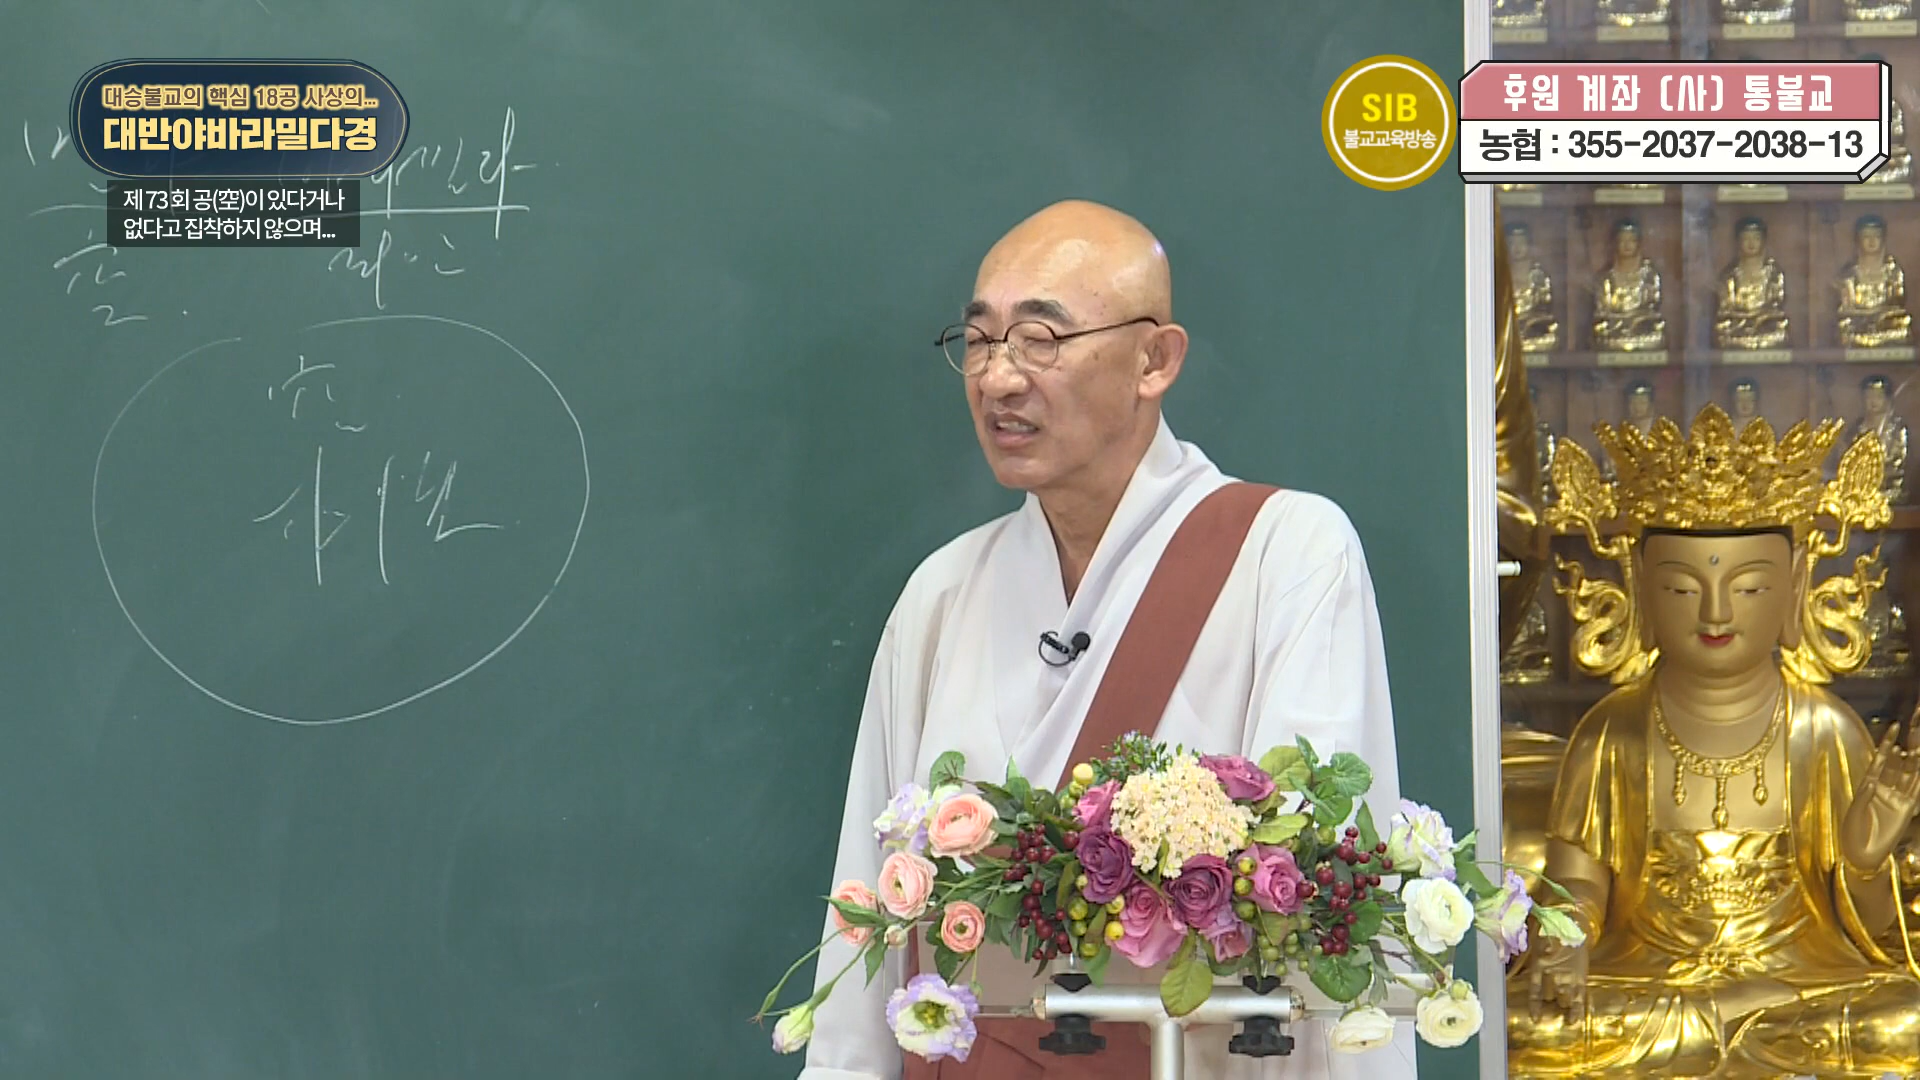 대승불교의 핵심 18공 사상의...
대반야바라밀다경
제 73회 공(空)이 있다거나
없다고 집착하지 않으며...
SIB
불교교육방송
후원 계좌 (사) 통불교
농협 : 355-2037-2038-13
공